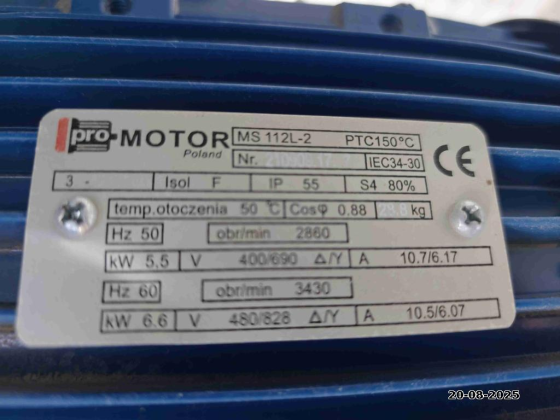 pro-MOTOR
Poland
MS 112L-2 PTC150°C
Nr. IEC34-30
CE
3 - Isol F IP 55 S4 80%
temp.otoczenia 50 °C Cosφ 0.88 kg
Hz 50 obr/min 2860
kW 5,5 V 400/690 Δ/Y A 10.7/6.17
Hz 60 obr/min 3430
kW 6.6 V 480/828 Δ/Y A 10.5/6.07
20-08-2025